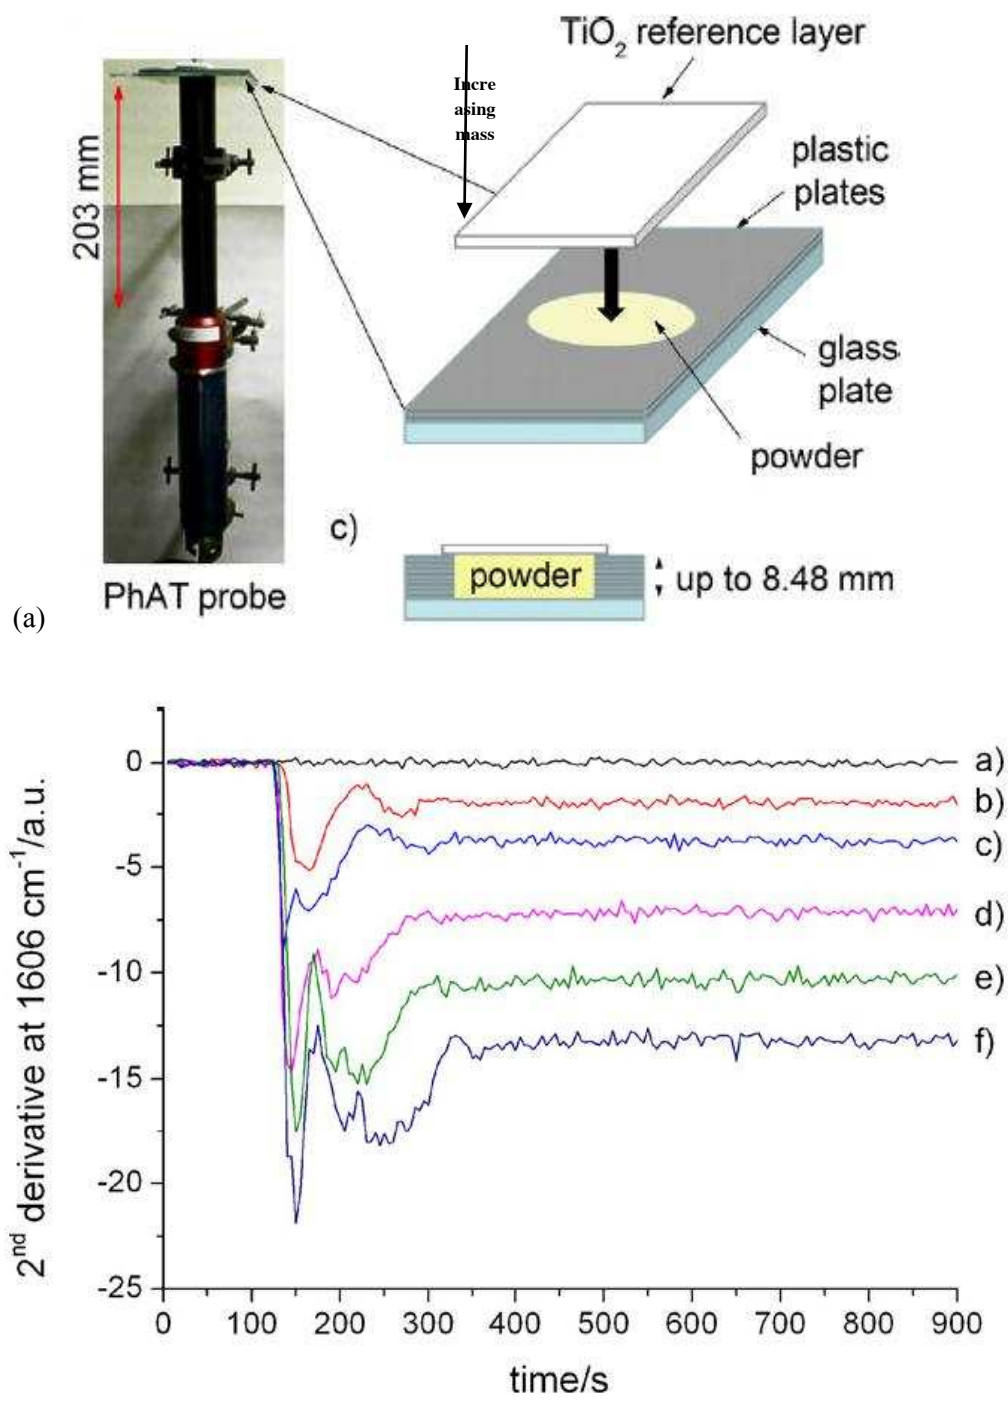 TiO2 reference layer
Incre
asing
mass
203 mm
plastic
plates
glass
plate
powder
c)
powder
up to 8.48 mm
PhAT probe
(a)
2nd derivative at 1606 cm-1/a.u.
0
-5
-10
-15
-20
-25
a)
b)
c)
d)
e)
f)
0 100 200 300 400 500 600 700 800 900
time/s